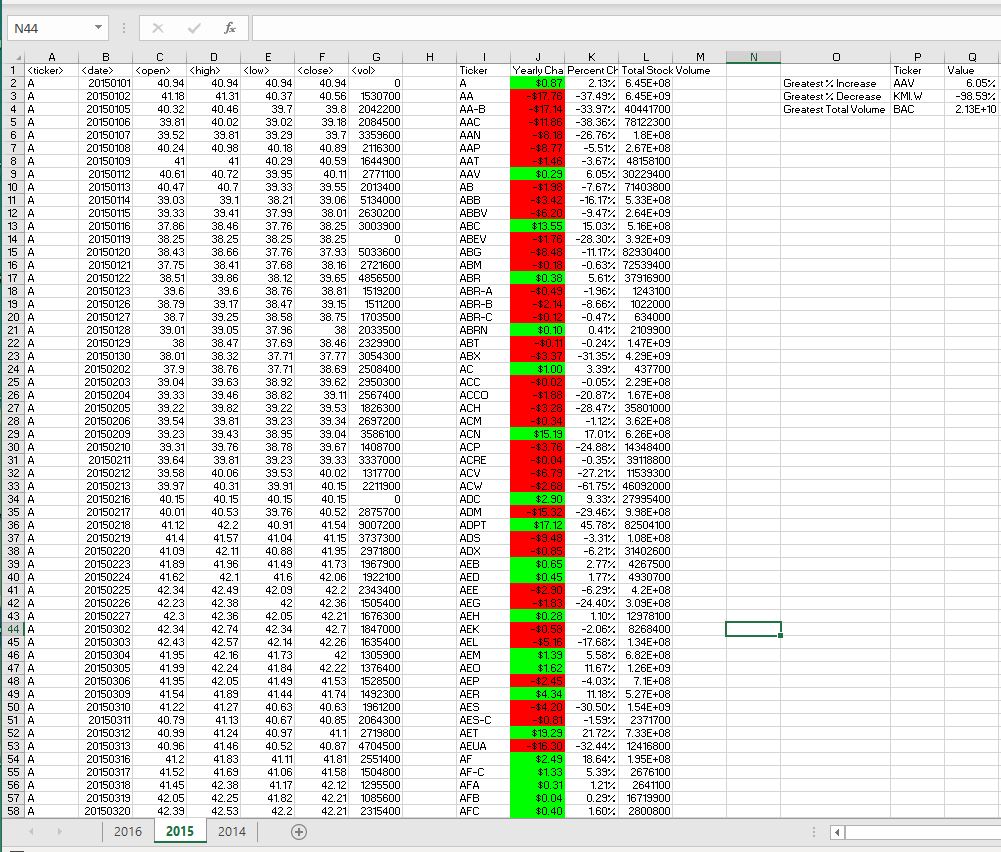 N44 fx
A B C D E F G H I J K L M N O P Q
1 <ticker> <date> <open> <high> <low> <close> <vol> Ticker Yearly Cha Percent Ch Total Stock Volume Ticker Value
2 A 20150101 40.94 40.94 40.94 40.94 0 A $0.87 2.13% 6.45E+08 Greatest % Increase AAV 6.05%
3 A 20150102 41.18 41.31 40.37 40.56 1530700 AA -$17.76 -37.49% 6.95E+09 Greatest % Decrease KMLW -98.59%
4 A 20150105 40.32 40.46 39.7 39.8 2042200 AA-B -$17.14 -33.97% 40441700 Greatest Total Volume BAC 2.13E+10
5 A 20150106 39.81 40.02 39.02 39.18 2084500 AAC -$11.86 -38.36% 78122300
6 A 20150107 39.52 39.81 39.29 39.7 3359600 AAN -$8.18 -26.76% 1.8E+08
7 A 20150108 40.24 40.98 40.18 40.89 2116300 AAP -$8.77 -5.51% 2.67E+08
8 A 20150109 41 41 40.29 40.59 1644900 AAT -$1.46 -3.67% 48158100
9 A 20150112 40.61 40.72 39.95 40.11 2771100 AAV $0.29 6.05% 30229400
10 A 20150113 40.47 40.7 39.33 39.55 2013400 AB -$1.98 -7.67% 71403800
11 A 20150114 39.03 39.1 38.21 39.06 5134000 ABB -$3.42 -16.17% 5.33E+08
12 A 20150115 39.33 39.41 37.99 38.01 2630200 ABBV -$6.20 -9.47% 2.64E+09
13 A 20150116 37.86 38.46 37.76 38.25 3003900 ABC $13.55 15.03% 5.16E+08
14 A 20150119 38.25 38.25 38.25 38.25 0 ABEV -$1.76 -28.30% 3.92E+09
15 A 20150120 38.43 38.66 37.76 37.93 5033600 ABG -$8.48 -11.17% 82930400
16 A 20150121 37.75 38.41 37.68 38.16 2721600 ABM -$0.18 -0.63% 72539400
17 A 20150122 38.51 39.86 38.12 39.65 4856500 ABR $0.38 5.61% 37916900
18 A 20150123 39.6 39.6 38.76 38.81 1519200 ABR-A -$0.49 -1.96% 1243100
19 A 20150126 38.79 39.17 38.47 39.15 1511200 ABR-B -$2.14 -8.66% 1022000
20 A 20150127 38.7 39.25 38.58 38.75 1703500 ABR-C -$0.12 -0.47% 634000
21 A 20150128 39.01 39.05 37.96 38 2033500 ABRN $0.10 0.41% 2109900
22 A 20150129 38 38.47 37.69 38.46 2329900 ABT -$0.11 -0.24% 1.47E+09
23 A 20150130 38.01 38.32 37.71 37.77 3054300 ABX -$3.37 -31.35% 4.29E+09
24 A 20150202 37.9 38.76 37.71 38.69 2508400 AC $1.00 3.39% 437700
25 A 20150203 39.04 39.63 38.92 39.62 2950300 ACC -$0.02 -0.05% 2.29E+08
26 A 20150204 39.33 39.46 38.82 39.11 2567400 ACCO -$1.88 -20.87% 1.67E+08
27 A 20150205 39.22 39.82 39.22 39.53 1826300 ACH -$3.28 -28.47% 35801000
28 A 20150206 39.54 39.81 39.23 39.34 2697200 ACM -$0.34 -1.12% 3.62E+08
29 A 20150209 39.23 39.43 38.95 39.04 3586100 ACN $15.19 17.01% 6.26E+08
30 A 20150210 39.31 39.76 38.78 39.67 1408700 ACP -$3.76 -24.88% 14348400
31 A 20150211 39.64 39.81 39.23 39.33 3337000 ACRE -$0.04 -0.35% 39118800
32 A 20150212 39.58 40.06 39.53 40.02 1317700 ACV -$6.79 -27.21% 11539300
33 A 20150213 39.97 40.31 39.91 40.15 2211900 ACW -$2.68 -61.75% 46092000
34 A 20150216 40.15 40.15 40.15 40.15 0 ADC $2.90 9.33% 27995400
35 A 20150217 40.01 40.53 39.76 40.52 2875700 ADM -$15.32 -29.46% 9.98E+08
36 A 20150218 41.12 42.2 40.91 41.54 9007200 ADPT $17.12 45.78% 82504100
37 A 20150219 41.4 41.57 41.04 41.15 3737300 ADS -$9.48 -3.31% 1.08E+08
38 A 20150220 41.09 42.11 40.88 41.95 2971800 ADX -$0.85 -6.21% 31402600
39 A 20150223 41.89 41.96 41.49 41.73 1967900 AEB $0.65 2.77% 4267500
40 A 20150224 41.62 42.1 41.6 42.06 1922100 AED $0.45 1.77% 4930700
41 A 20150225 42.34 42.49 42.09 42.2 2343400 AEE -$2.90 -6.29% 4.2E+08
42 A 20150226 42.23 42.38 42 42.36 1505400 AEG -$1.83 -24.40% 3.09E+08
43 A 20150227 42.3 42.36 42.05 42.21 1676300 AEH $0.28 1.10% 12978100
44 A 20150302 42.34 42.74 42.34 42.7 1847000 AEK -$0.58 -2.06% 8268400
45 A 20150303 42.43 42.57 42.14 42.26 1635400 AEL -$5.16 -17.68% 1.34E+08
46 A 20150304 41.95 42.16 41.73 42 1305900 AEM $1.39 5.58% 6.82E+08
47 A 20150305 41.99 42.24 41.84 42.22 1376400 AEO $1.62 11.67% 1.26E+09
48 A 20150306 41.95 42.05 41.49 41.53 1528500 AEP -$2.45 -4.03% 7.1E+08
49 A 20150309 41.54 41.89 41.44 41.74 1492300 AER $4.34 11.18% 5.27E+08
50 A 20150310 41.22 41.27 40.63 40.63 1961200 AES -$4.20 -30.50% 1.54E+09
51 A 20150311 40.79 41.13 40.67 40.85 2064300 AES-C -$0.81 -1.59% 2371700
52 A 20150312 40.99 41.24 40.97 41.1 2719800 AET $19.29 21.72% 7.33E+08
53 A 20150313 40.96 41.46 40.52 40.87 4704500 AEUA -$16.30 -32.44% 12416800
54 A 20150316 41.2 41.83 41.11 41.81 2551400 AF $2.49 18.64% 1.95E+08
55 A 20150317 41.52 41.69 41.06 41.58 1504800 AF-C $1.33 5.39% 2676100
56 A 20150318 41.45 42.38 41.17 42.12 1295500 AFA $0.31 1.21% 2641100
57 A 20150319 42.05 42.25 41.82 42.21 1085600 AFB $0.04 0.29% 16719900
58 A 20150320 42.39 42.53 42.2 42.21 2315400 AFC $0.40 1.60% 2800800
2016 2015 2014